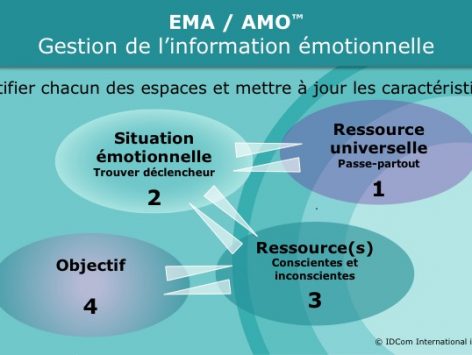 EMA / AMO™
Gestion de l'information émotionnelle
tifier chacun des espaces et mettre à jour les caractéristi
Situation
émotionnelle
Trouver déclencheur
2
Ressource
universelle
Passe-partout
1
Objectif
4
Ressource(s)
Conscientes et
inconscientes
3
© IDCom International i